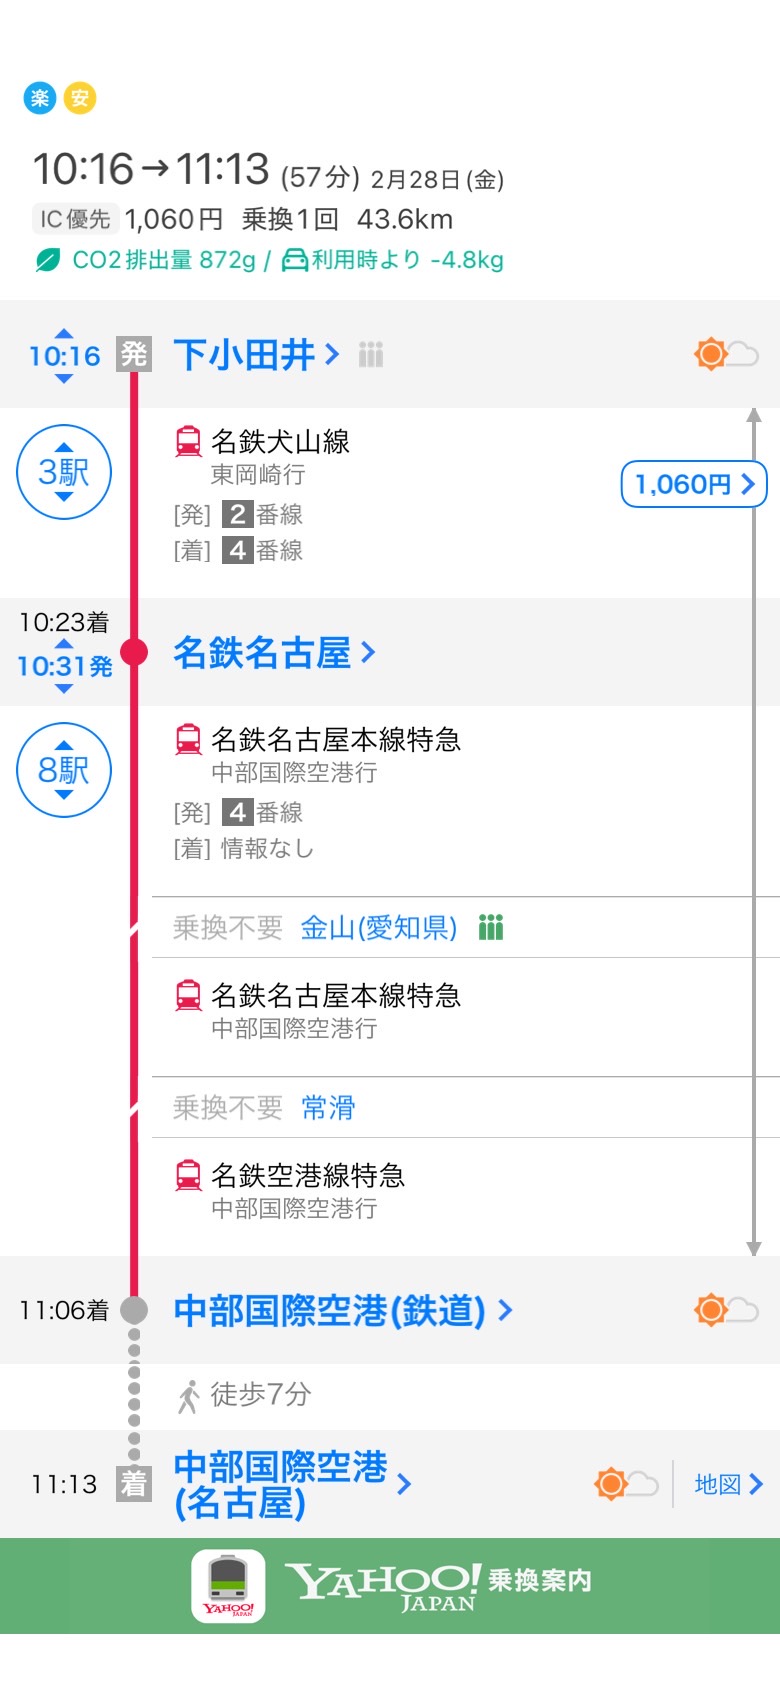 楽 安
10:16→11:13 (57分) 2月28日(金)
IC優先 1,060円 乗換1回 43.6km
CO2排出量 872g / 利用時より -4.8kg
10:16 発 下小田井
3駅
名鉄犬山線
東岡崎行
1,060円
[発] 2 番線
[着] 4 番線
10:23着
10:31発
名鉄名古屋
8駅
名鉄名古屋本線特急
中部国際空港行
[発] 4 番線
[着] 情報なし
乗換不要 金山(愛知県)
名鉄名古屋本線特急
中部国際空港行
乗換不要 常滑
名鉄空港線特急
中部国際空港行
11:06着 中部国際空港(鉄道)
徒歩7分
11:13 着 中部国際空港
(名古屋)
地図
YAHOO! JAPAN
YAHOO! JAPAN 乗換案内